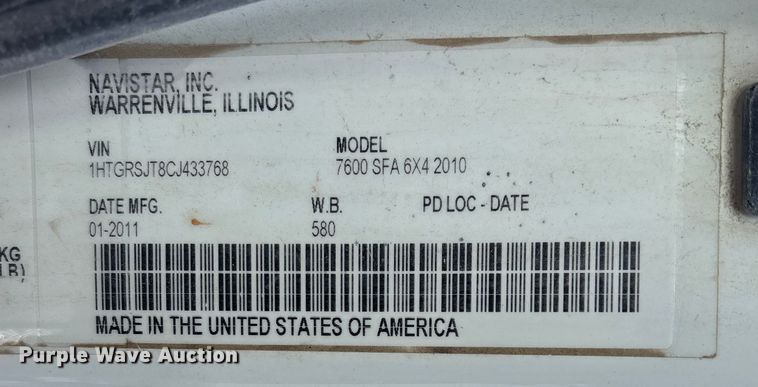 NAVISTAR, INC.
WARRENVILLE, ILLINOIS
VIN MODEL
1HTGRSJT8CJ433768 7600 SFA 6X4 2010
DATE MFG. W.B. PD LOC - DATE
01-2011 580
KG
LB)
MADE IN THE UNITED STATES OF AMERICA
Purple Wave Auction